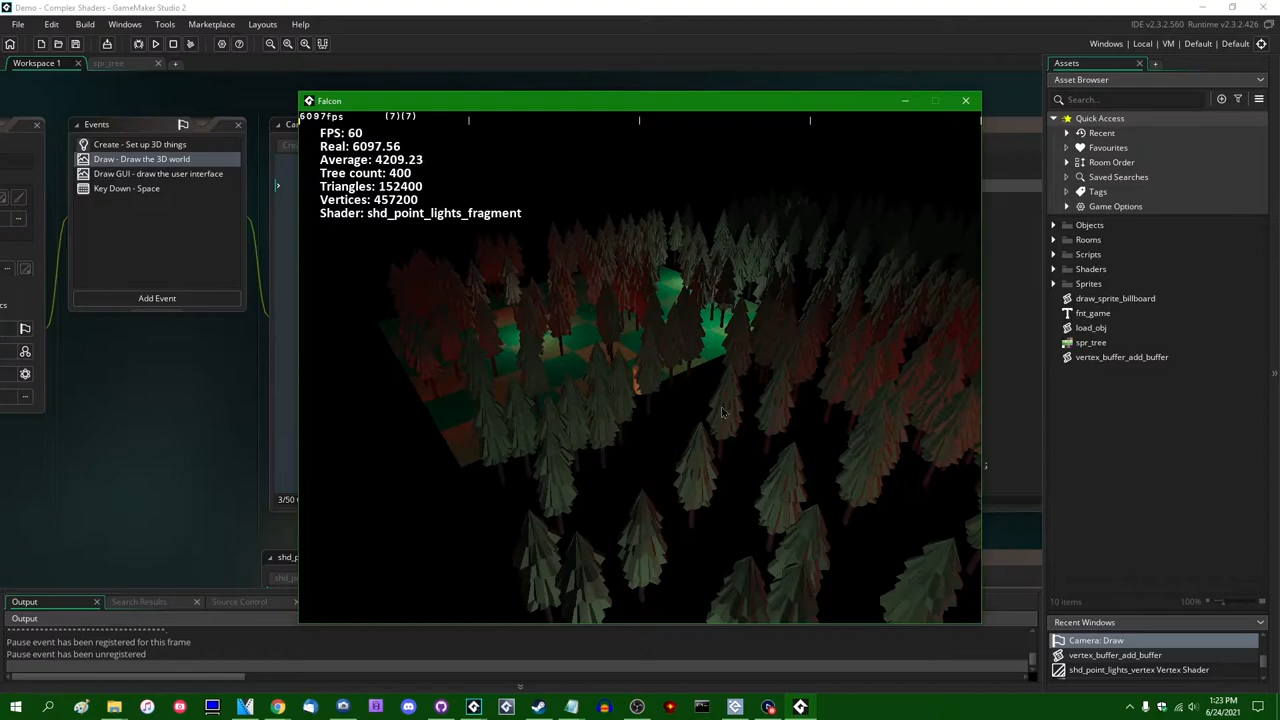 Demo - Complex Shaders - GameMaker Studio 2
File Edit Build Windows Tools Marketplace Layouts Help
IDE v2.3.2.560 Runtime v2.3.2.426
Windows | Local | VM | Default | Default
Workspace 1
spr_tree
Assets
Asset Browser
Search...
Quick Access
Recent
Favourites
Room Order
Saved Searches
Tags
Game Options
Objects
Rooms
Scripts
Shaders
Sprites
draw_sprite_billboard
fnt_game
load_obj
spr_tree
vertex_buffer_add_buffer
10 items
100%
Recent Windows
Camera: Draw
vertex_buffer_add_buffer
shd_point_lights_vertex Vertex Shader
Events
Create - Set up 3D things
Draw - Draw the 3D world
Draw GUI - draw the user interface
Key Down - Space
Add Event
Falcon
6097fps (7)(7)
FPS: 60
Real: 6097.56
Average: 4209.23
Tree count: 400
Triangles: 152400
Vertices: 457200
Shader: shd_point_lights_fragment
3/50
Output
Search Results
Source Control
Output
Pause event has been registered for this frame
Pause event has been unregistered
1:23 PM
6/24/2021